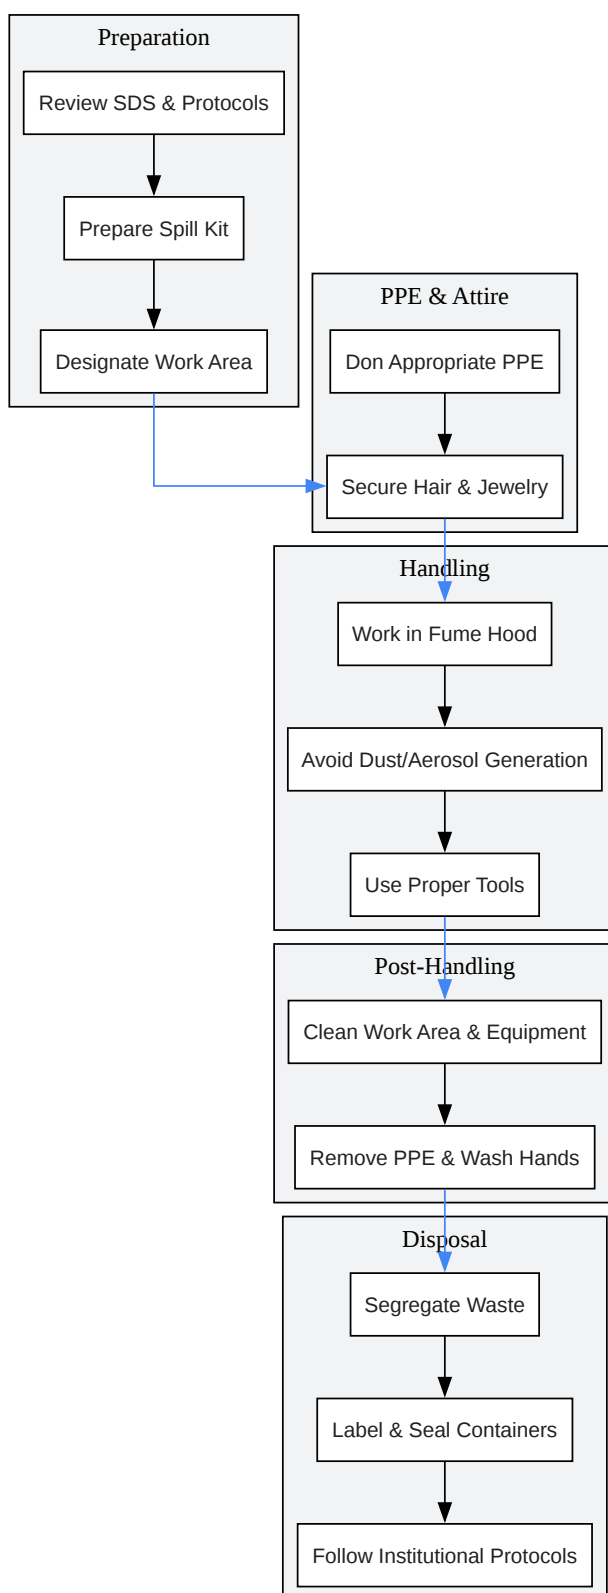 Preparation
Review SDS & Protocols
Prepare Spill Kit
Designate Work Area
PPE & Attire
Don Appropriate PPE
Secure Hair & Jewelry
Handling
Work in Fume Hood
Avoid Dust/Aerosol Generation
Use Proper Tools
Post-Handling
Clean Work Area & Equipment
Remove PPE & Wash Hands
Disposal
Segregate Waste
Label & Seal Containers
Follow Institutional Protocols